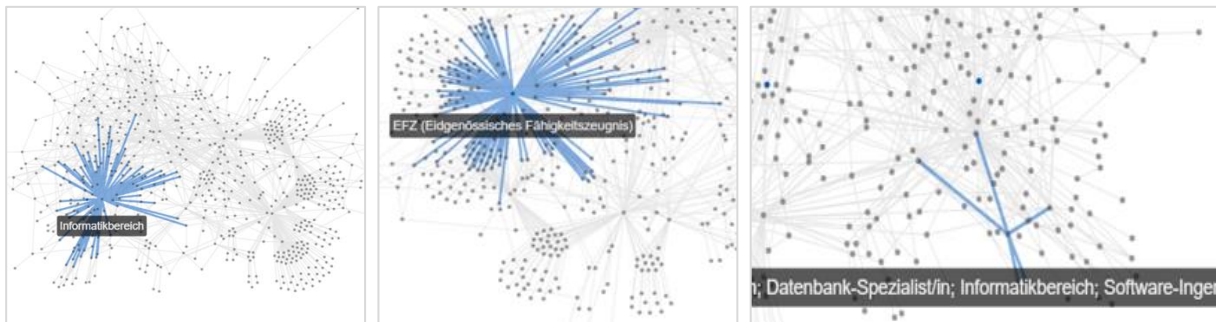 Informatikbereich
EFZ (Eidgenössisches Fähigkeitszeugnis)
; Datenbank-Spezialist/in; Informatikbereich; Software-Inger